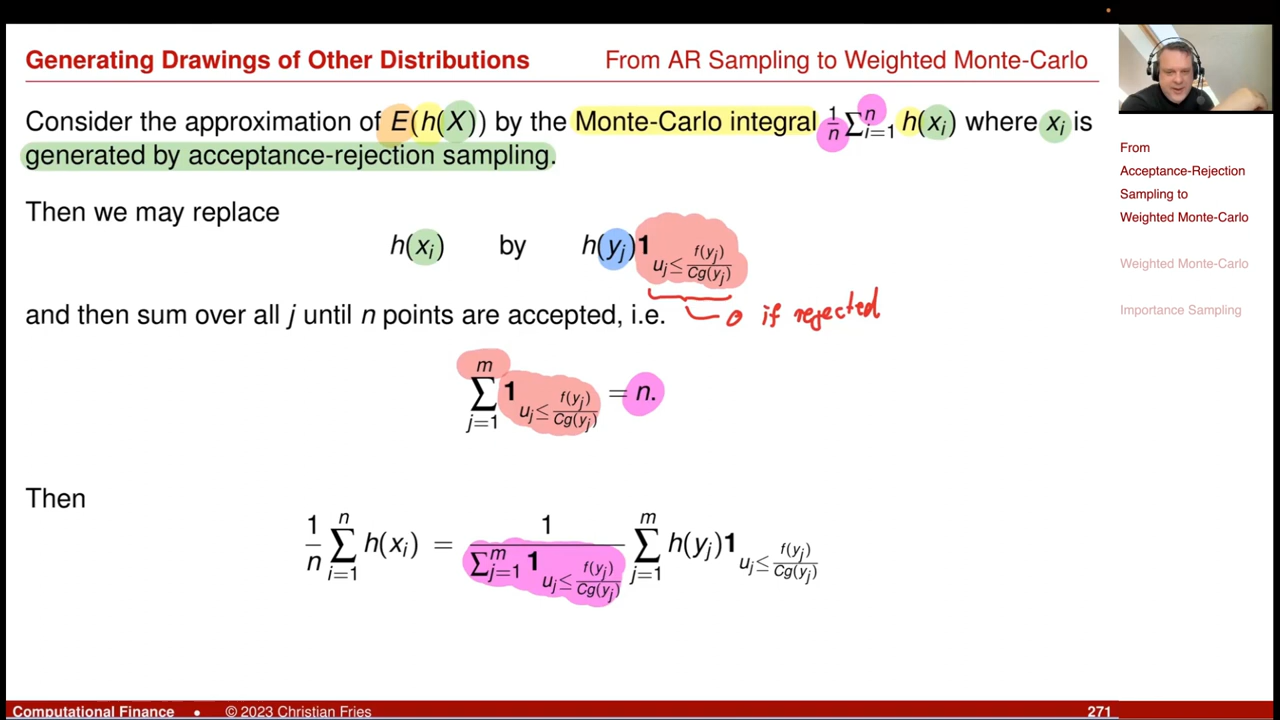 Generating Drawings of Other Distributions From AR Sampling to Weighted Monte-Carlo
Consider the approximation of E(h(X)) by the Monte-Carlo integral 1/n ∑_{i=1}^{n} h(x_i) where x_i is
generated by acceptance-rejection sampling.
Then we may replace
h(x_i) by h(y_j) 1_{u_j ≤ f(y_j)/Cg(y_j)}
and then sum over all j until n points are accepted, i.e.
0 if rejected
∑_{j=1}^{m} 1_{u_j ≤ f(y_j)/Cg(y_j)} = n.
Then
1/n ∑_{i=1}^{n} h(x_i) = 1/(∑_{j=1}^{m} 1_{u_j ≤ f(y_j)/Cg(y_j)}) ∑_{j=1}^{m} h(y_j) 1_{u_j ≤ f(y_j)/Cg(y_j)}
From
Acceptance-Rejection
Sampling to
Weighted Monte-Carlo
Weighted Monte-Carlo
Importance Sampling
Computational Finance • © 2023 Christian Fries 271